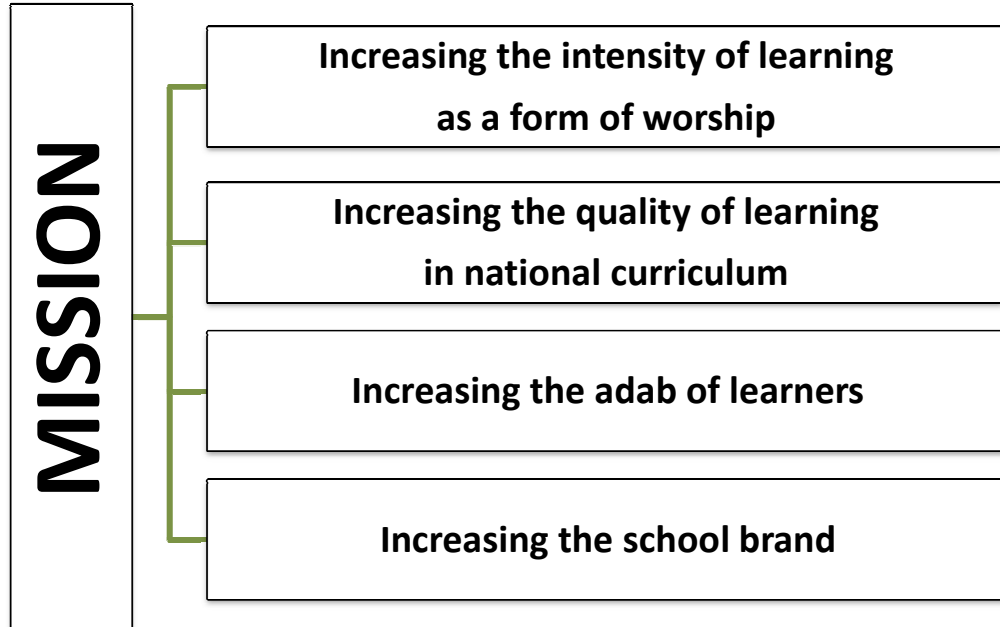 MISSION
Increasing the intensity of learning
as a form of worship
Increasing the quality of learning
in national curriculum
Increasing the adab of learners
Increasing the school brand